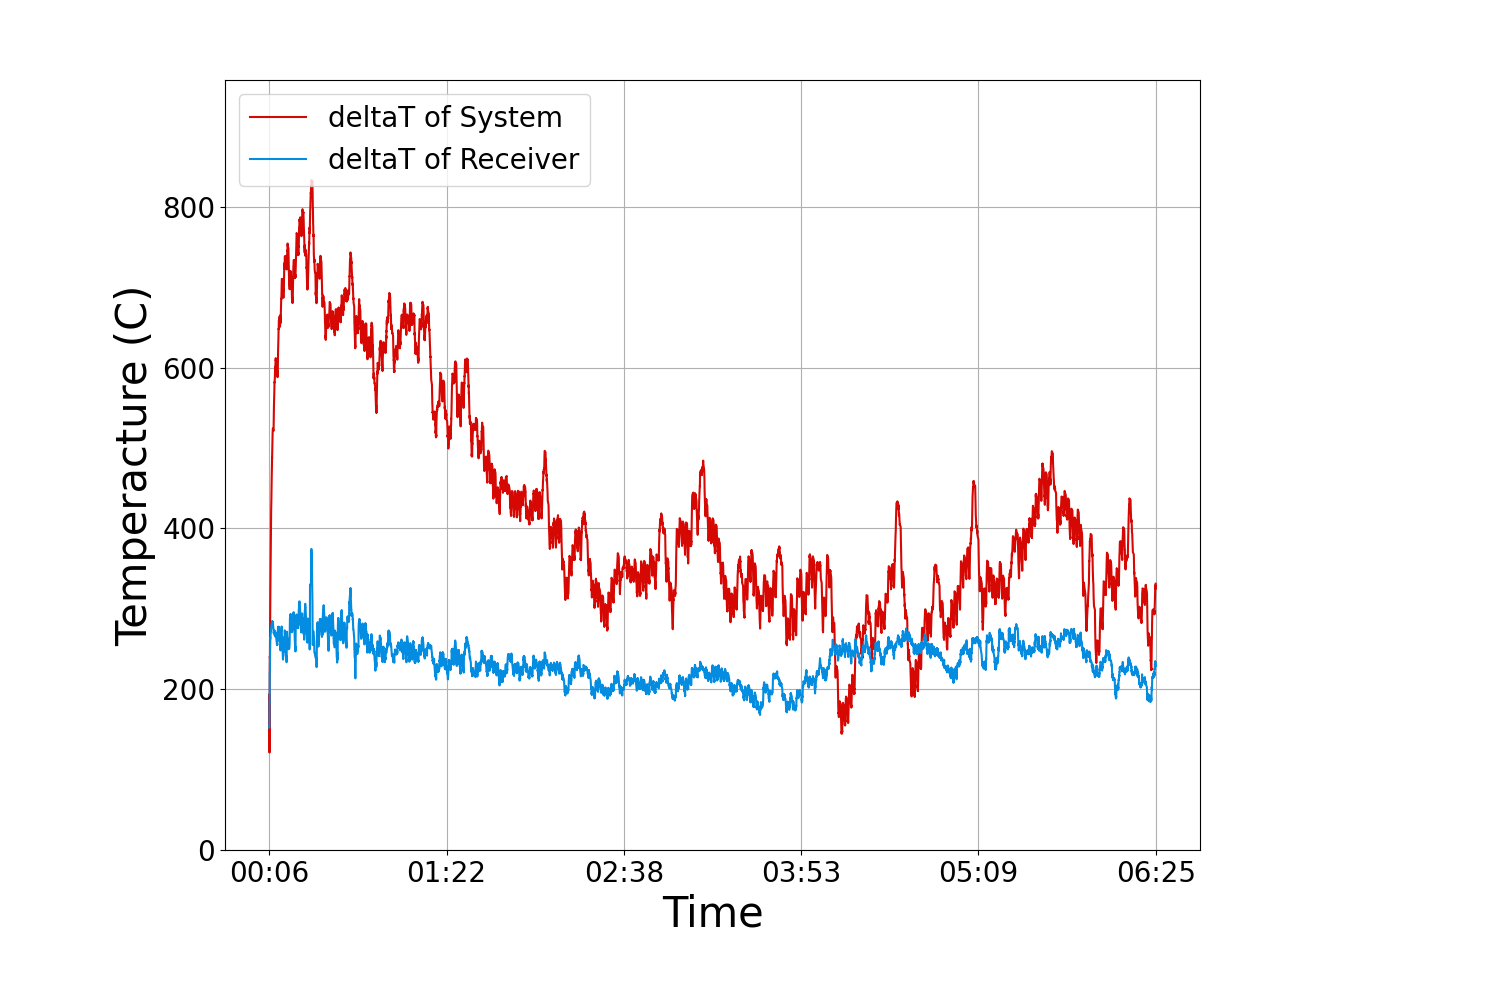 deltaT of System
deltaT of Receiver
Temperacture (C)
800
600
400
200
0
00:06 01:22 02:38 03:53 05:09 06:25
Time